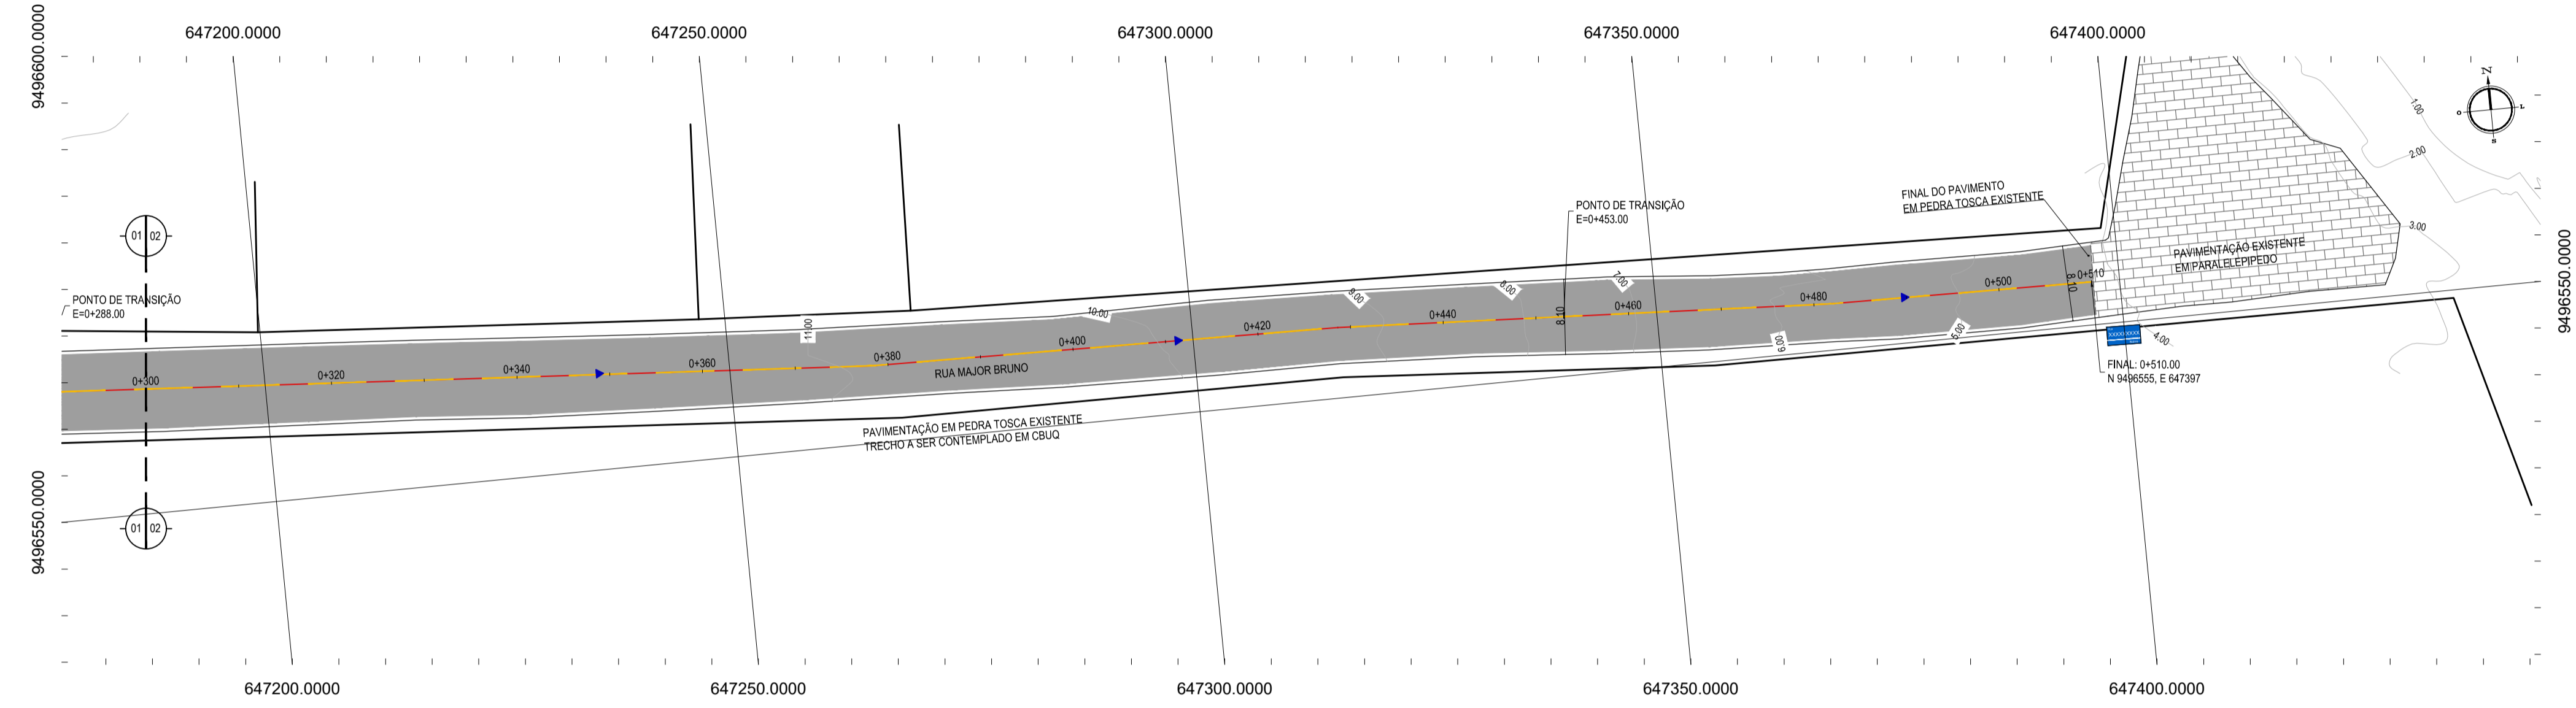 647200.0000
647250.0000
647300.0000
647350.0000
647400.0000
9496600.0000
9496550.0000
9496550.0000
N
O
L
S
1.00
2.00
3.00
4.00
01 02
PONTO DE TRANSIÇÃO
E=0+288.00
0+300
0+320
0+340
0+360
0+380
0+400
0+420
0+440
0+460
0+480
0+500
0+510
11.00
10.00
9.00
8.00
7.00
6.00
5.00
8.10
8.10
RUA MAJOR BRUNO
PONTO DE TRANSIÇÃO
E=0+453.00
FINAL DO PAVIMENTO
EM PEDRA TOSCA EXISTENTE
PAVIMENTAÇÃO EXISTENTE
EM PARALELEPIPEDO
PAVIMENTAÇÃO EM PEDRA TOSCA EXISTENTE
TRECHO A SER CONTEMPLADO EM CBUQ
FINAL: 0+510.00
N 9496555, E 647397
01 02
647200.0000
647250.0000
647300.0000
647350.0000
647400.0000